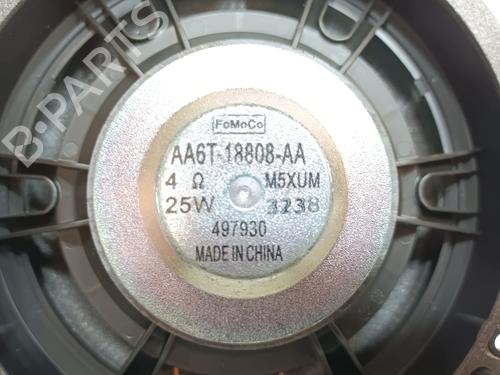 B-PARTS
FoMoCo
AA6T-18808-AA
4 Ω M5XUM
25W 3238
497930
MADE IN CHINA